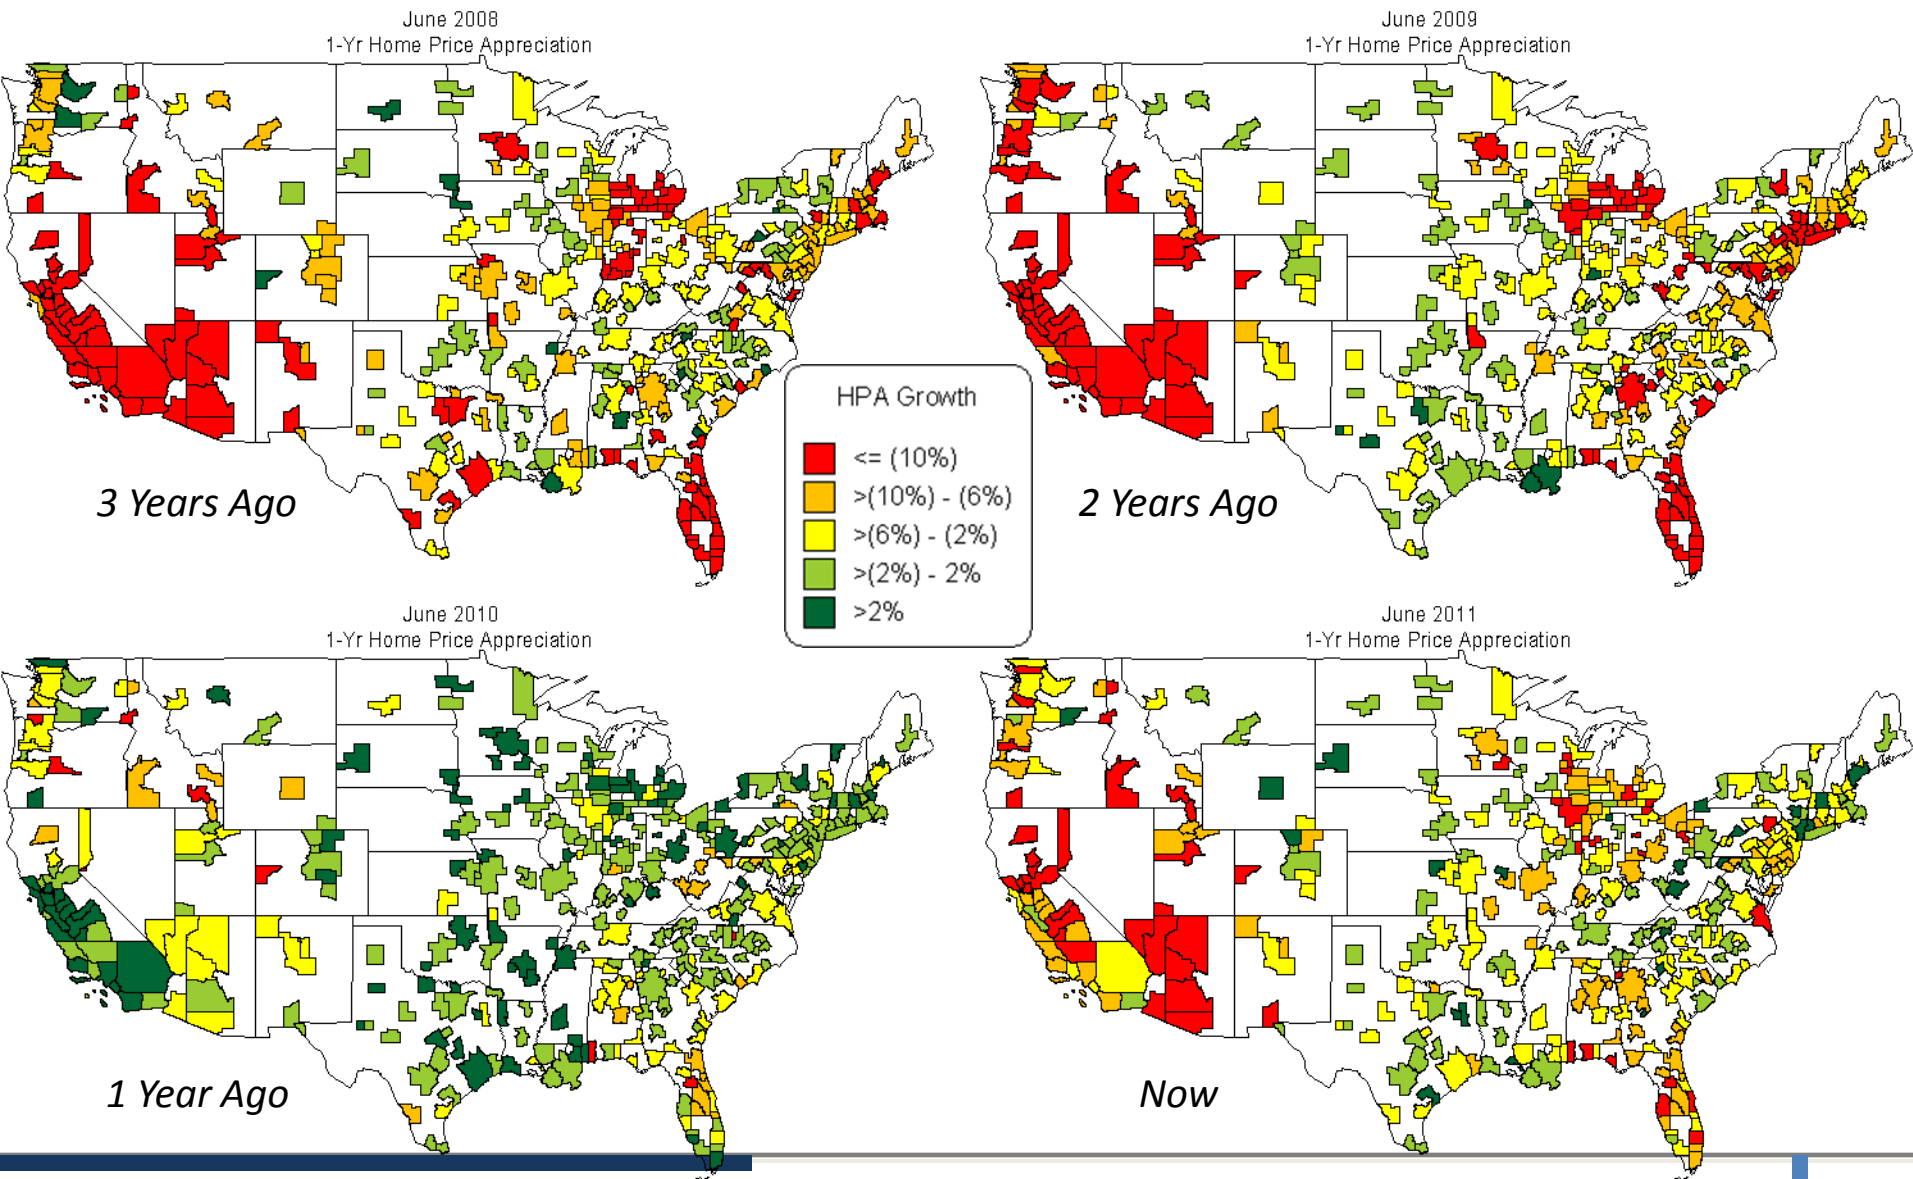 June 2008
1-Yr Home Price Appreciation
3 Years Ago
June 2009
1-Yr Home Price Appreciation
2 Years Ago
HPA Growth
<= (10%)
>(10%) - (6%)
>(6%) - (2%)
>(2%) - 2%
>2%
June 2010
1-Yr Home Price Appreciation
1 Year Ago
June 2011
1-Yr Home Price Appreciation
Now